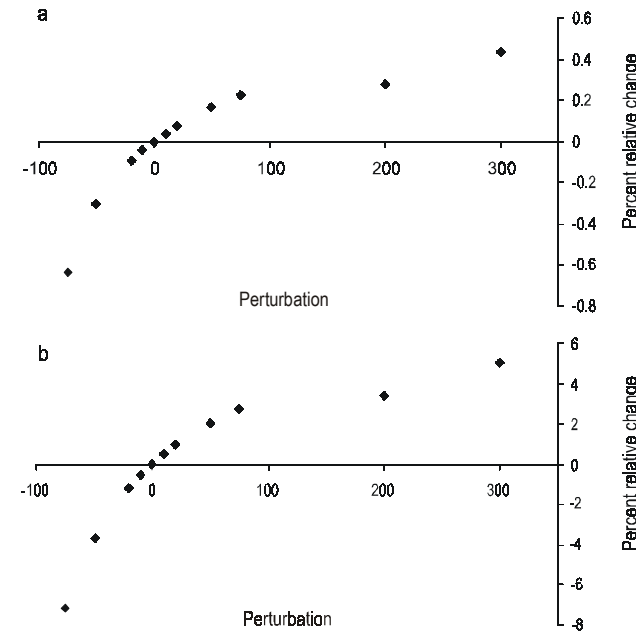 a
0.6
0.4
0.2
0
-0.2
-0.4
-0.6
-0.8
-100 0 100 200 300
Percent relative change
Perturbation
b
6
4
2
0
-2
-4
-6
-8
-100 0 100 200 300
Percent relative change
Perturbation